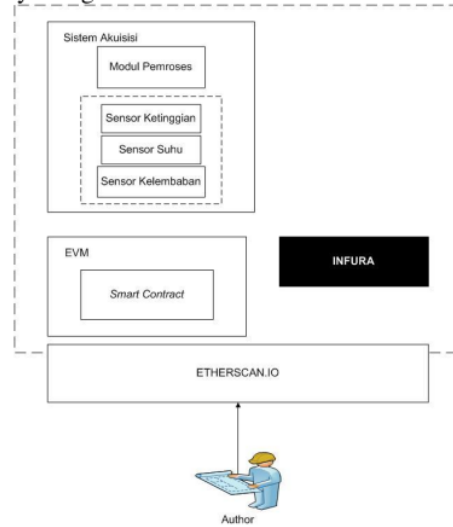 Sistem Akuisisi
Modul Pemroses
Sensor Ketinggian
Sensor Suhu
Sensor Kelembaban
EVM
INFURA
Smart Contract
ETHERSCAN.IO
Author